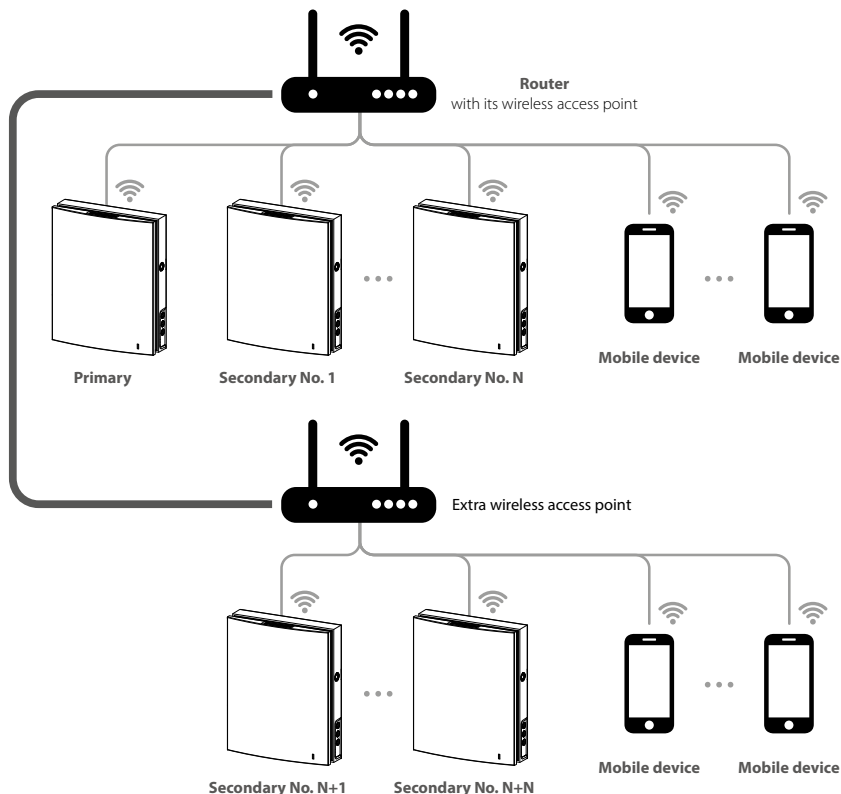 Router
with its wireless access point
Primary
Secondary No. 1
Secondary No. N
Mobile device
Mobile device
Extra wireless access point
Secondary No. N+1
Secondary No. N+N
Mobile device
Mobile device